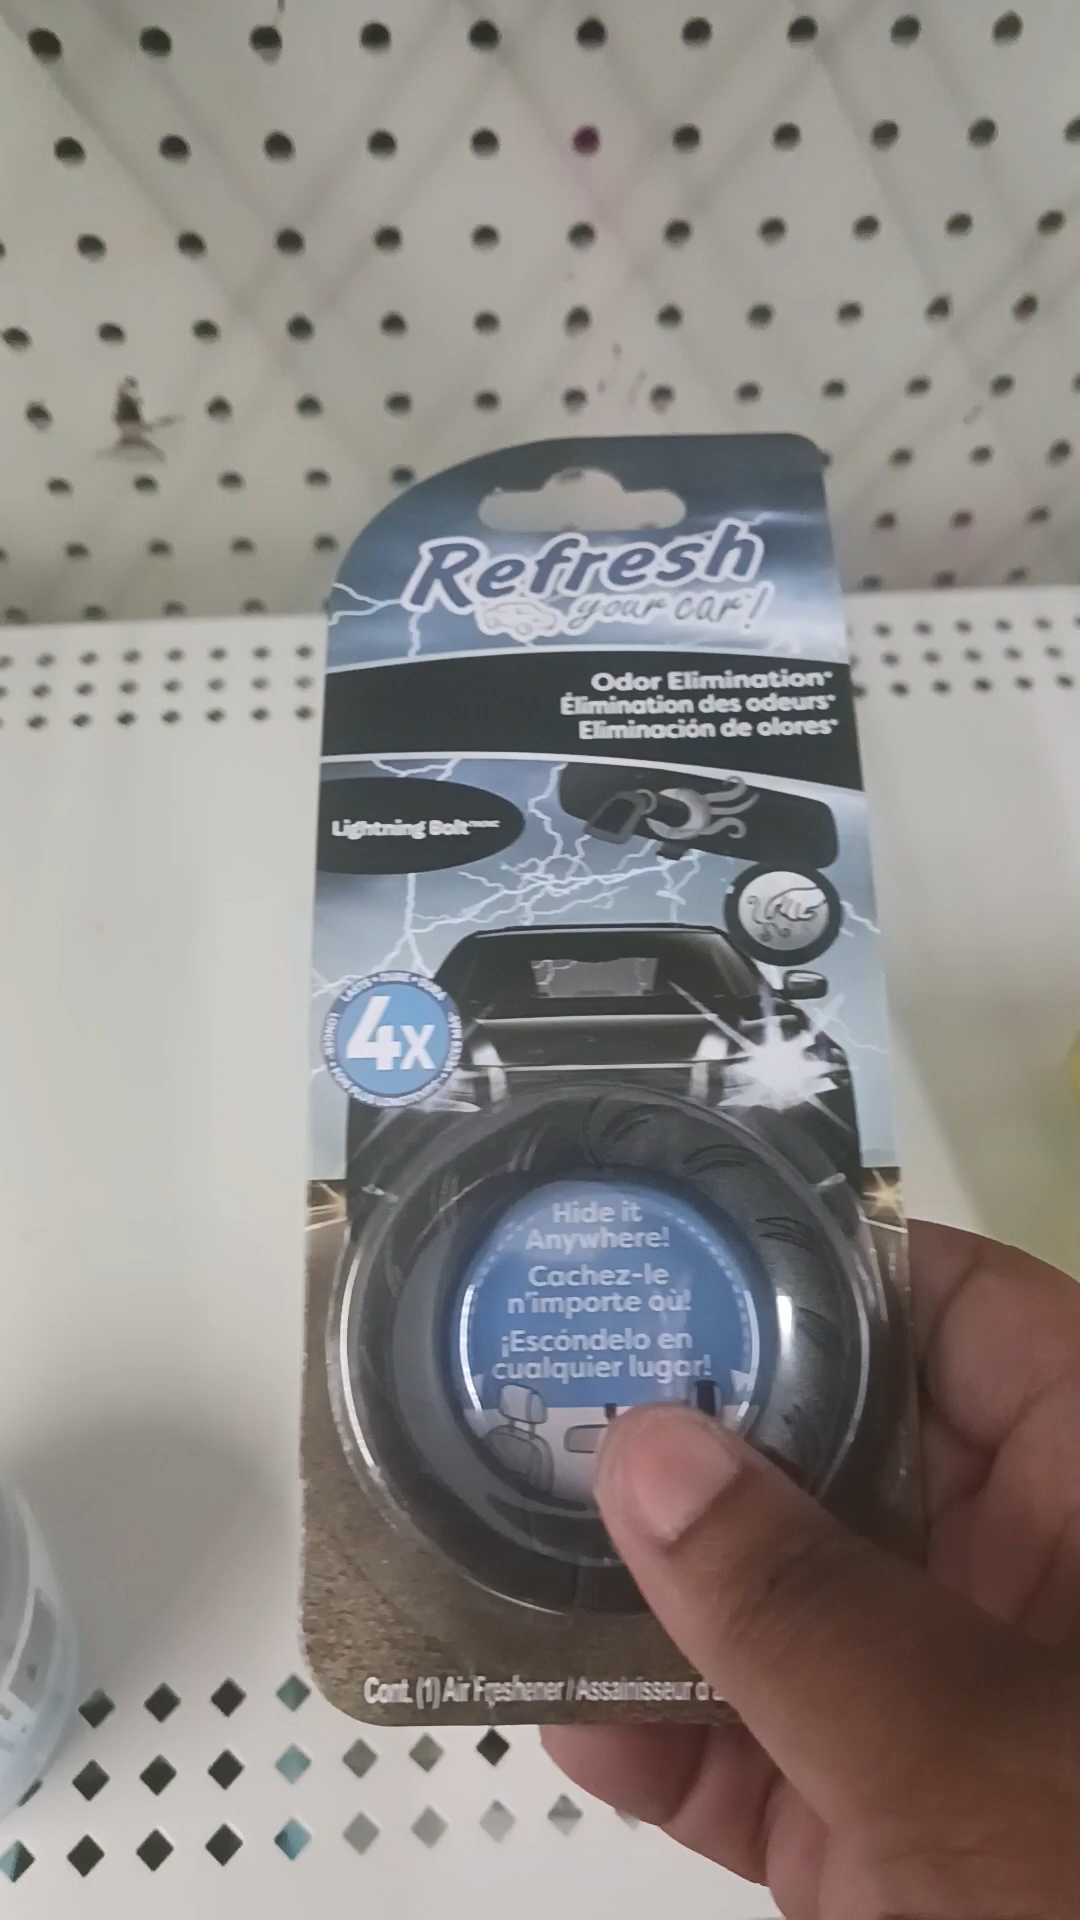 Refresh
your car!
Odor Elimination*
Élimination des odeurs*
Eliminación de olores*
Lightning Bolt
4x
Hide it
Anywhere!
Cachez-le
n'importe où!
¡Escóndelo en
cualquier lugar!
Cont. (1) Air Freshener / Assainisseur